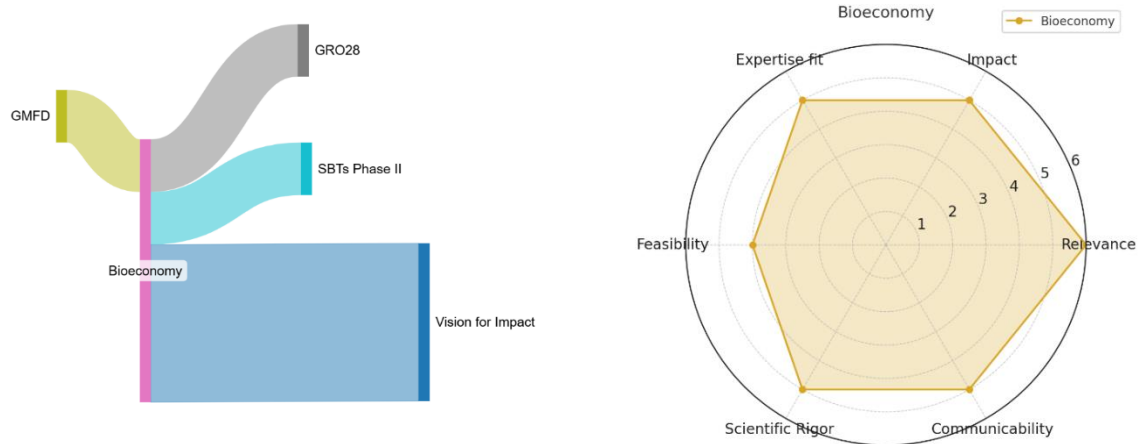 GMFD
GRO28
SBTs Phase II
Bioeconomy
Vision for Impact
Bioeconomy
Bioeconomy
Expertise fit
Impact
6
5
4
3
2
1
Feasibility
Relevance
Scientific Rigor
Communicability